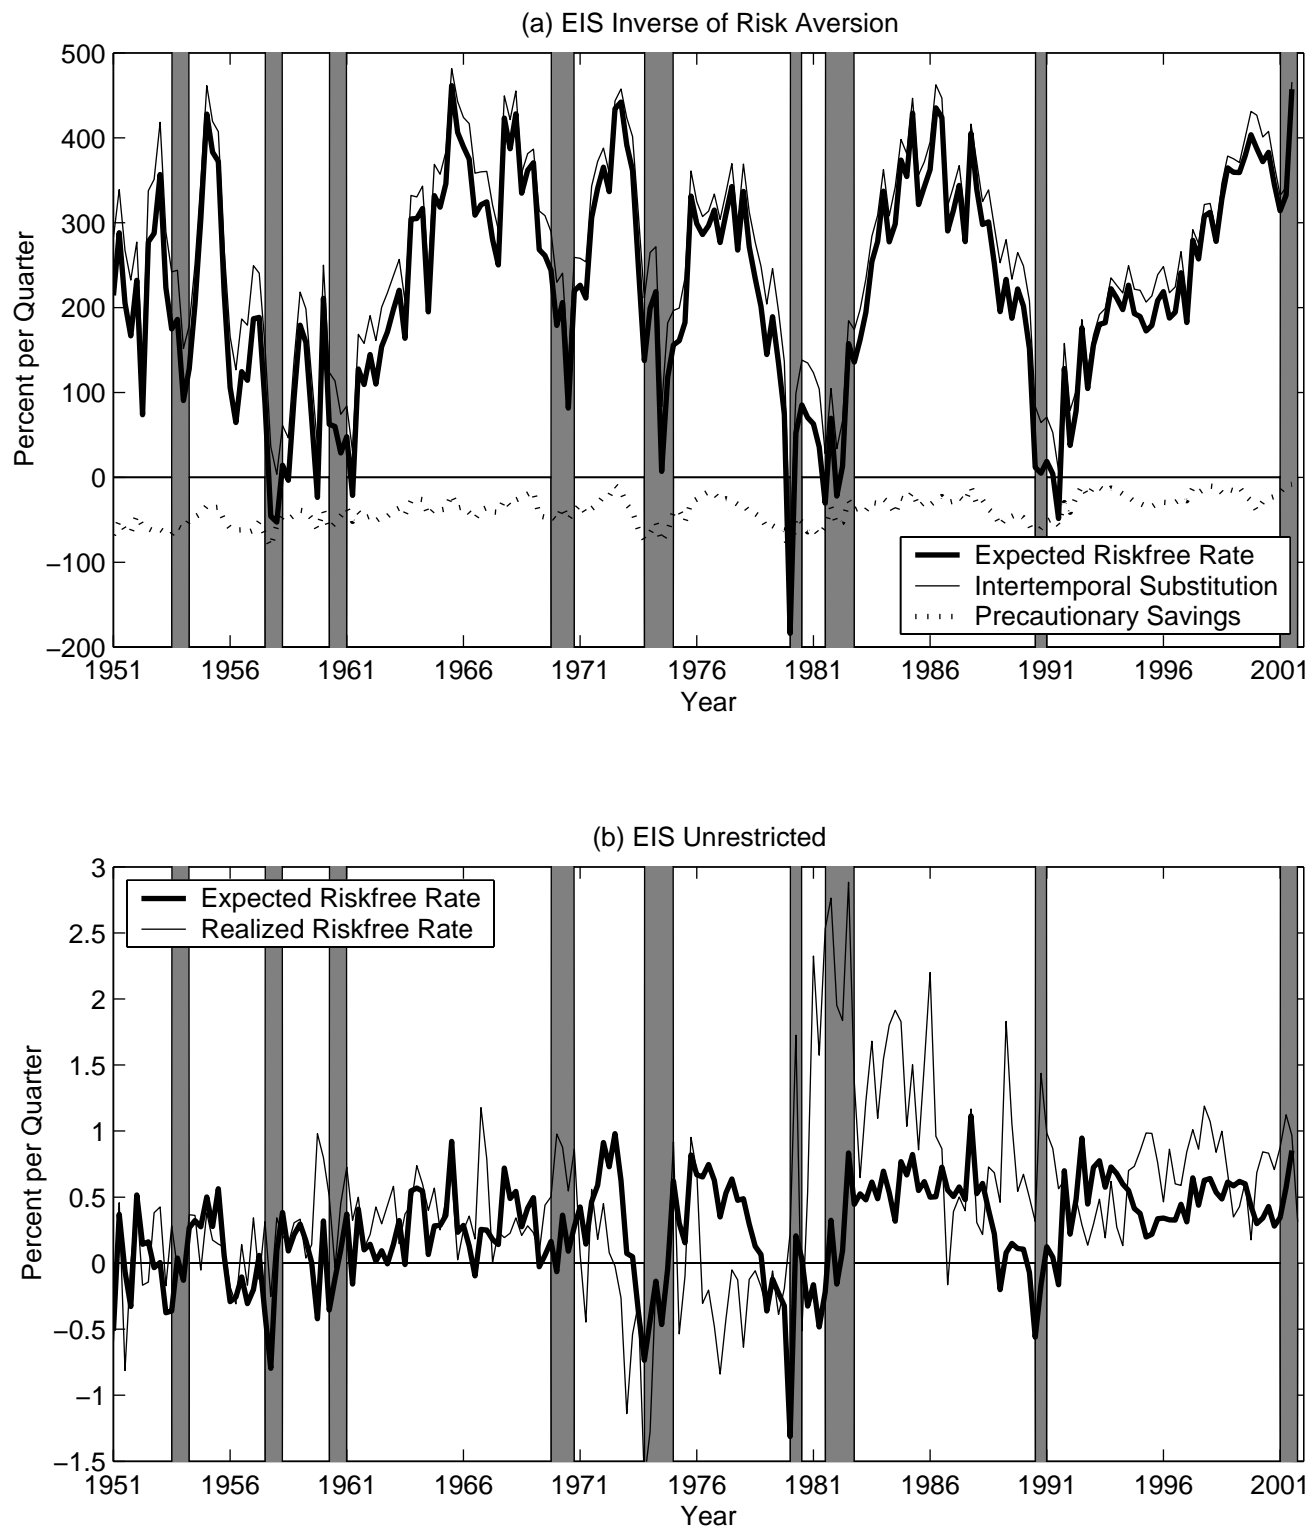 (a) EIS Inverse of Risk Aversion
500
400
300
200
100
0
−100
−200
Percent per Quarter
Expected Riskfree Rate
Intertemporal Substitution
Precautionary Savings
1951 1956 1961 1966 1971 1976 1981 1986 1991 1996 2001
Year
(b) EIS Unrestricted
3
2.5
2
1.5
1
0.5
0
−0.5
−1
−1.5
Percent per Quarter
Expected Riskfree Rate
Realized Riskfree Rate
1951 1956 1961 1966 1971 1976 1981 1986 1991 1996 2001
Year